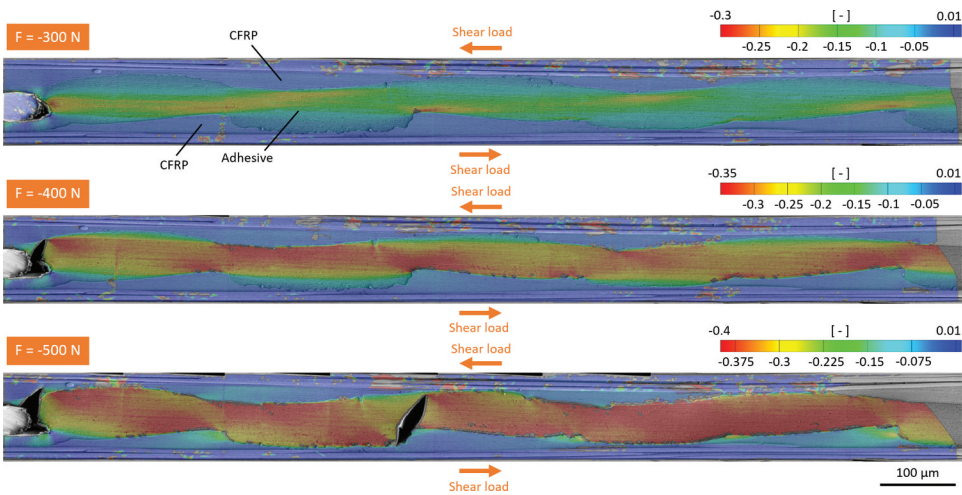 F = -300 N
CFRP
Shear load
-0.3 [ - ] 0.01
-0.25 -0.2 -0.15 -0.1 -0.05
CFRP
Adhesive
Shear load
F = -400 N
Shear load
-0.35 [ - ] 0.01
-0.3 -0.25 -0.2 -0.15 -0.1 -0.05
Shear load
F = -500 N
Shear load
-0.4 [ - ] 0.01
-0.375 -0.3 -0.225 -0.15 -0.075
Shear load
100 µm